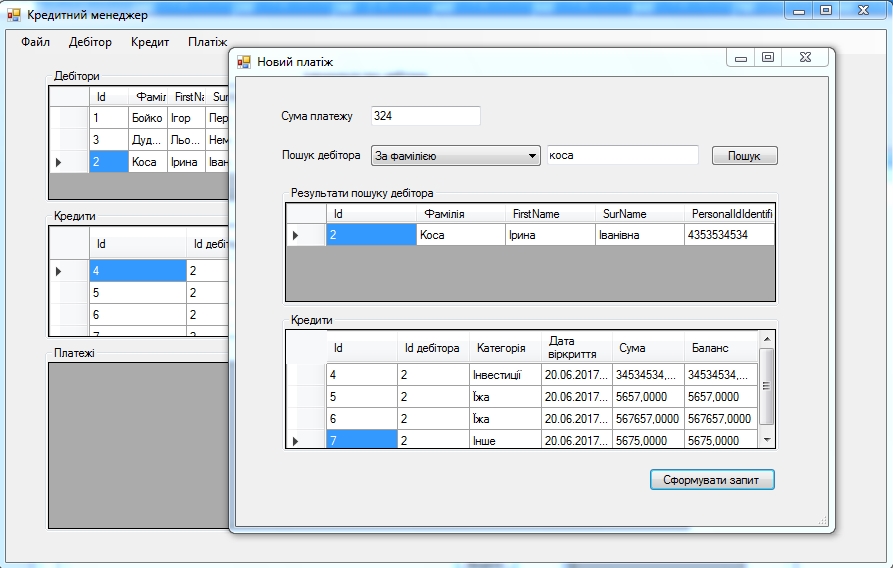 Кредитний менеджер
Файл Дебітор Кредит Платіж
Дебітори
Id Фаміл FirstNa Sur
1 Бойко Ігор Пер
3 Дуд... Льо... Нем
2 Коса Ірина Іван
Кредити
Id Id дебіт
4 2
5 2
6 2
7 2
Платежі
Новий платіж
Сума платежу 324
Пошук дебітора За фамілією коса Пошук
Результати пошуку дебітора
Id Фамілія FirstName SurName PersonalIdIdentifi
2 Коса Ірина Іванівна 4353534534
Кредити
Id Id дебітора Категорія Дата віркриття Сума Баланс
4 2 Інвестиції 20.06.2017... 34534534,... 34534534,...
5 2 Їжа 20.06.2017... 5657,0000 5657,0000
6 2 Їжа 20.06.2017... 567657,0000 567657,0000
7 2 Інше 20.06.2017... 5675,0000 5675,0000
Сформувати запит